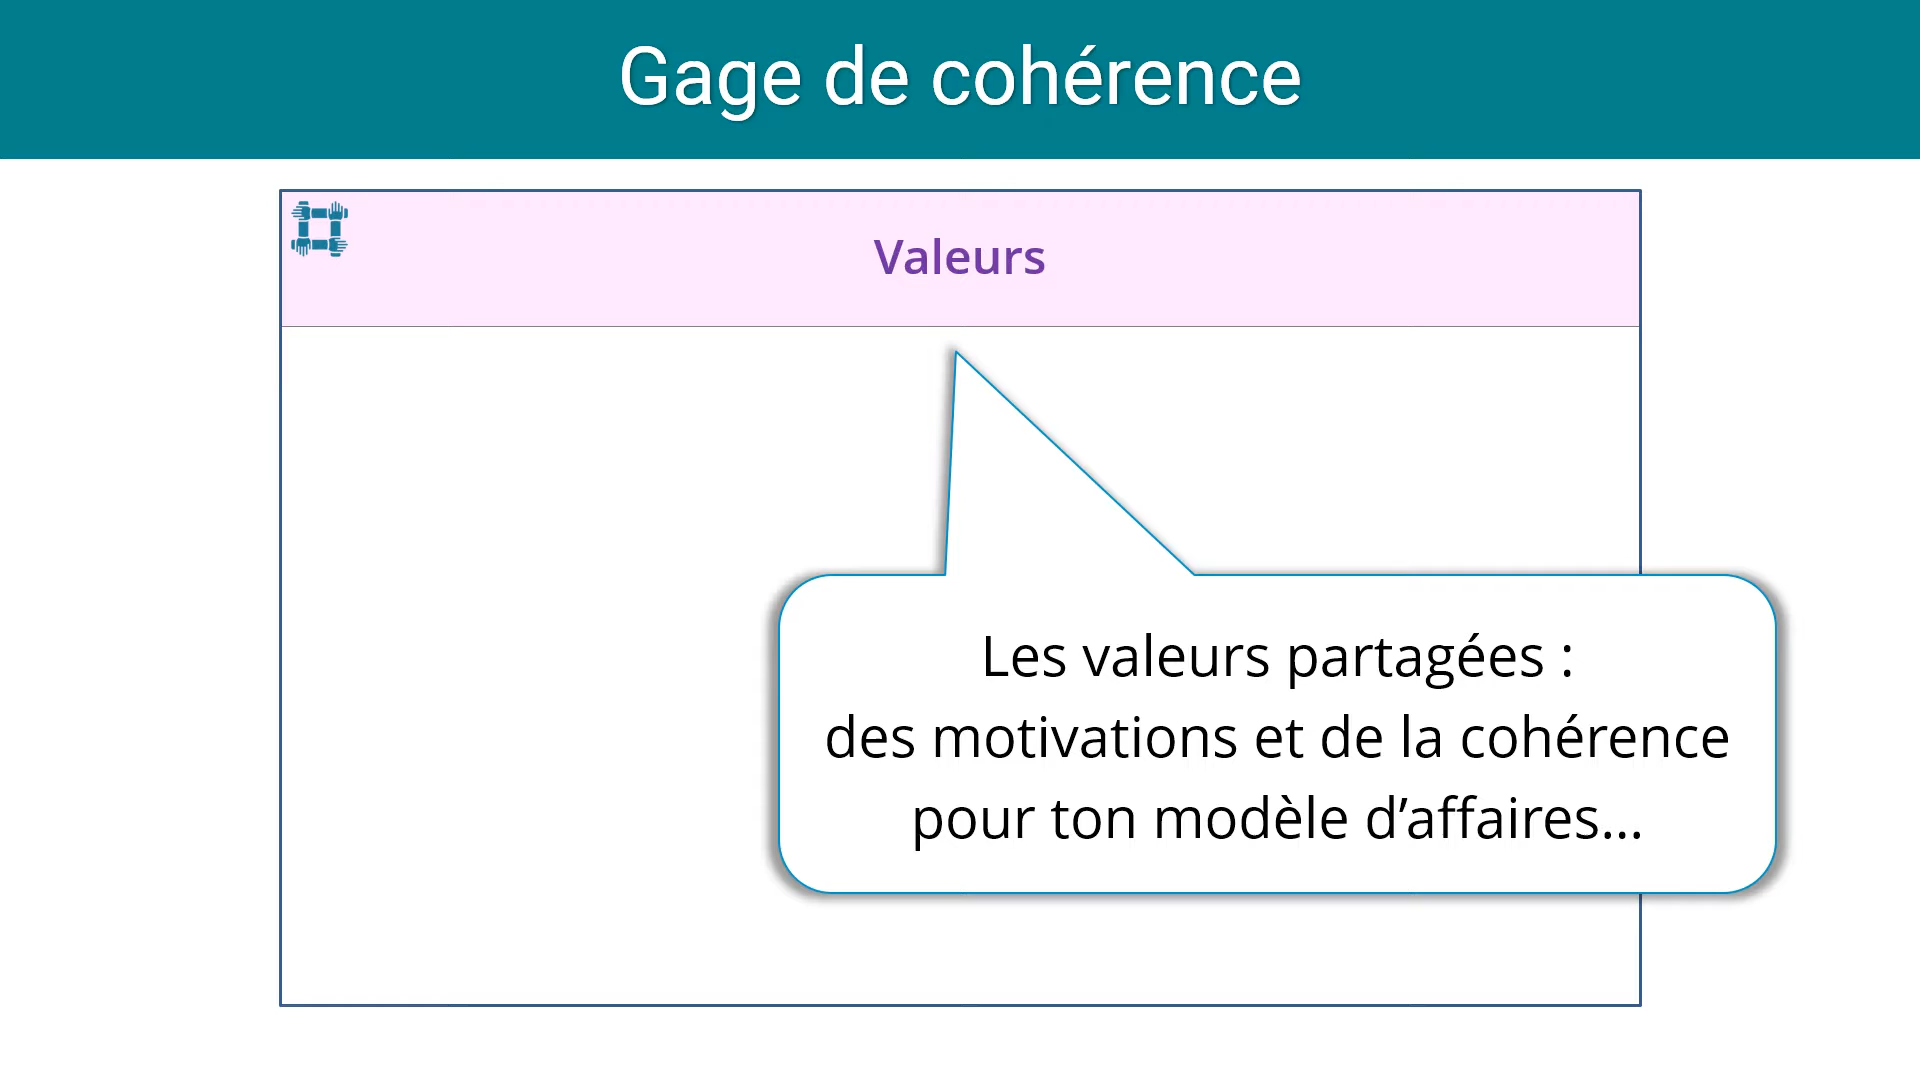 Gage de cohérence
Valeurs
Les valeurs partagées :
des motivations et de la cohérence
pour ton modèle d’affaires…